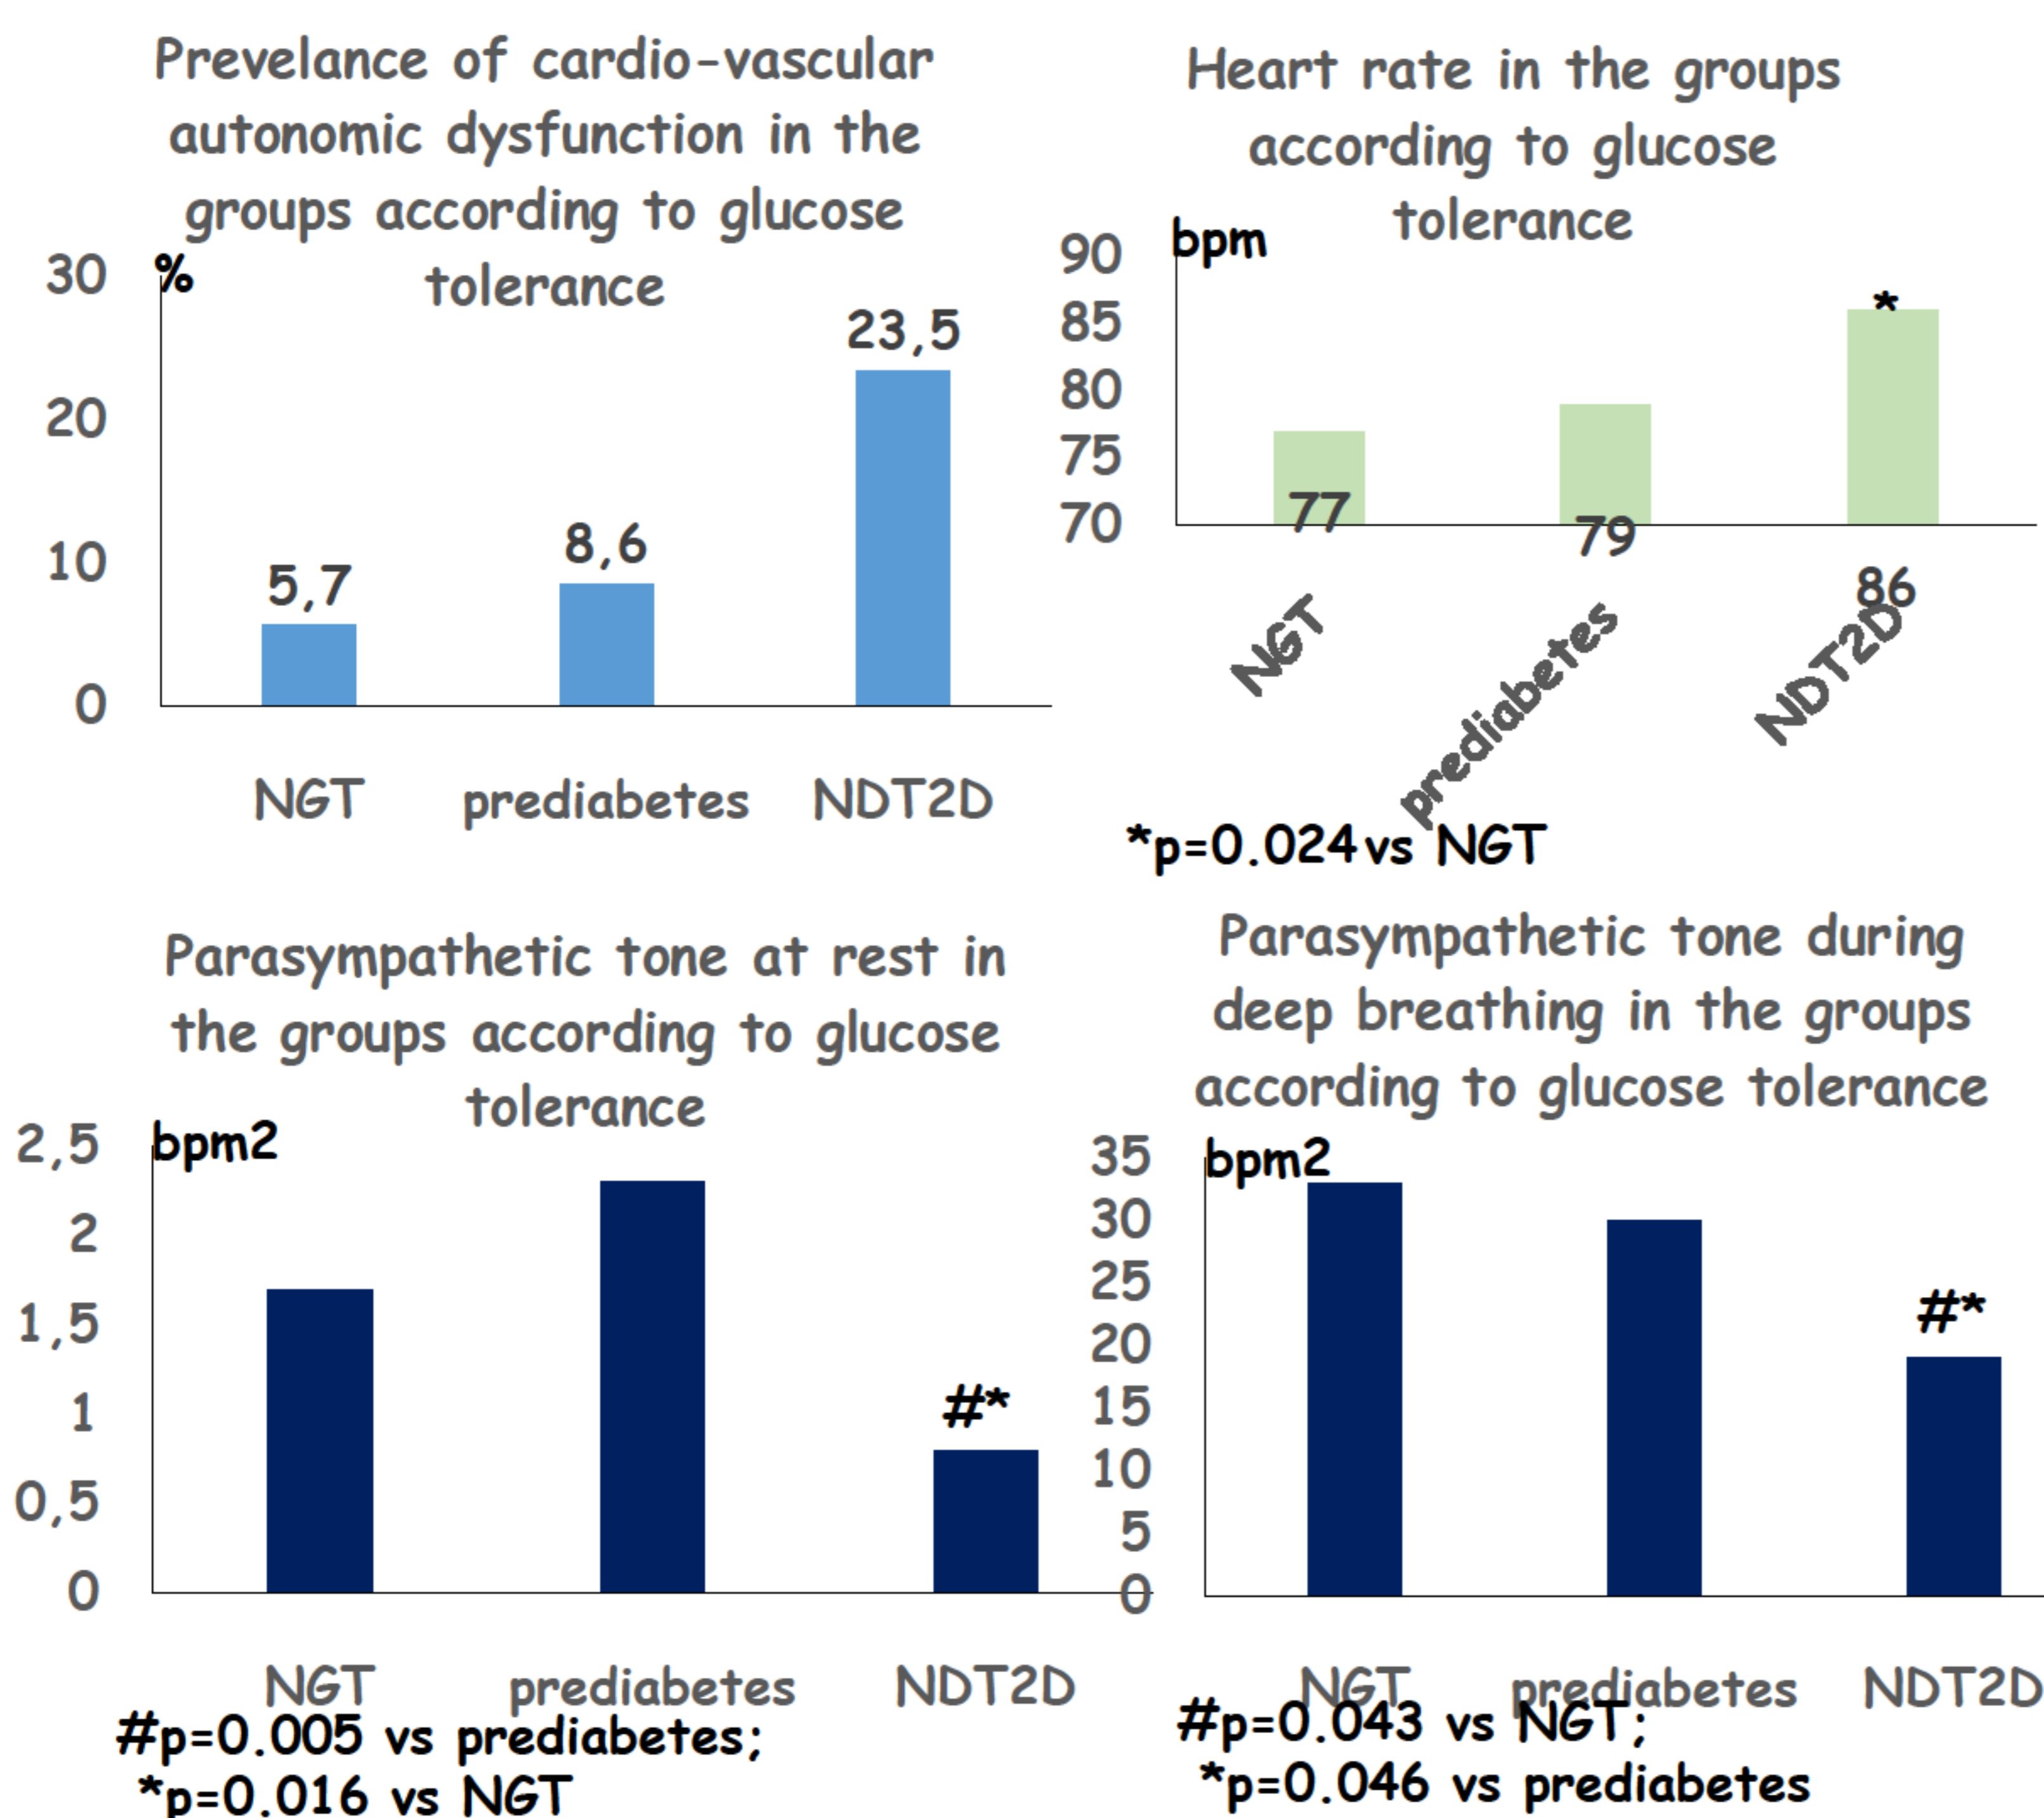 Prevelance of cardio-vascular
autonomic dysfunction in the
groups according to glucose
tolerance
%
30
20
10
0
5,7
8,6
23,5
NGT
prediabetes
NDT2D
Heart rate in the groups
according to glucose
tolerance
bpm
90
85
80
75
70
77
79
86
*
NGT
prediabetes
NDT2D
*p=0.024 vs NGT
Parasympathetic tone at rest in
the groups according to glucose
tolerance
bpm2
2,5
2
1,5
1
0,5
0
#*
NGT
prediabetes
NDT2D
#p=0.005 vs prediabetes;
*p=0.016 vs NGT
Parasympathetic tone during
deep breathing in the groups
according to glucose tolerance
bpm2
35
30
25
20
15
10
5
0
#*
NGT
prediabetes
NDT2D
#p=0.043 vs NGT;
*p=0.046 vs prediabetes